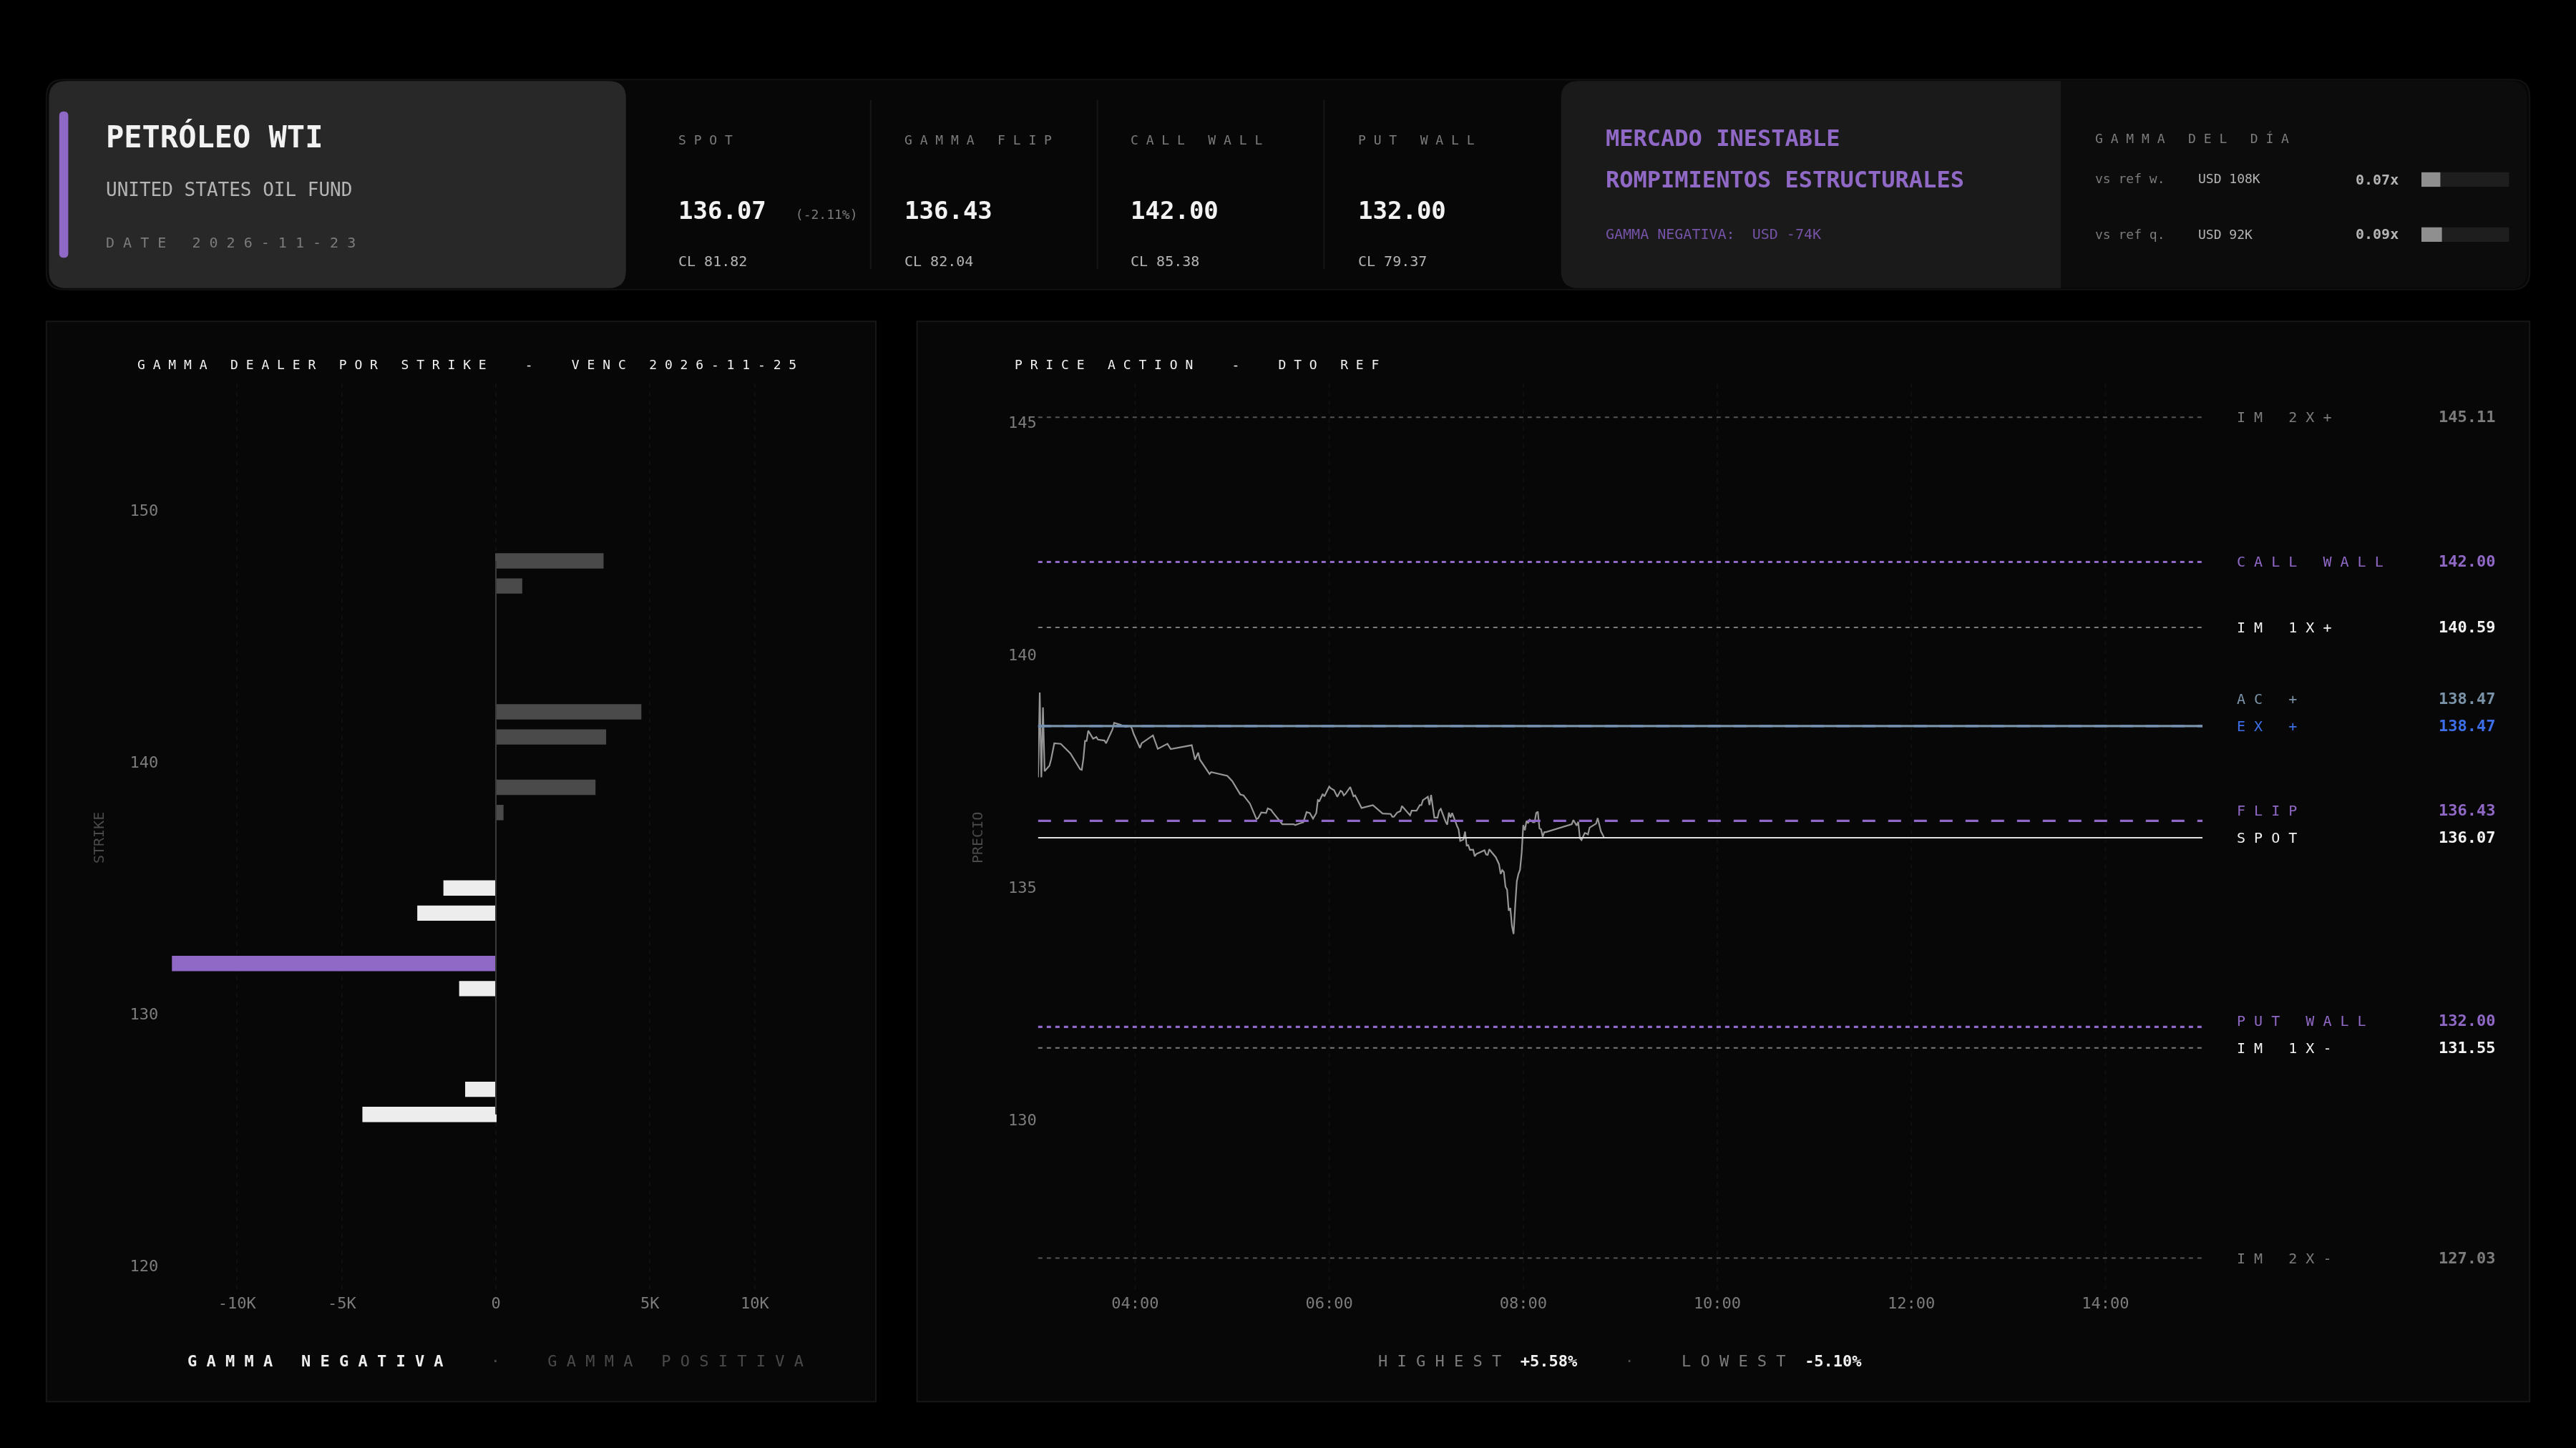 PETRÓLEO WTI
UNITED STATES OIL FUND
DATE 2026-11-23
SPOT
136.07 (-2.11%)
CL 81.82
GAMMA FLIP
136.43
CL 82.04
CALL WALL
142.00
CL 85.38
PUT WALL
132.00
CL 79.37
MERCADO INESTABLE
ROMPIMIENTOS ESTRUCTURALES
GAMMA NEGATIVA: USD -74K
GAMMA DEL DÍA
vs ref w. USD 108K 0.07x
vs ref q. USD 92K 0.09x
GAMMA DEALER POR STRIKE - VENC 2026-11-25
150
140
130
120
STRIKE
-10K -5K 0 5K 10K
GAMMA NEGATIVA · GAMMA POSITIVA
PRICE ACTION - DTO REF
145
140
135
130
PRECIO
04:00 06:00 08:00 10:00 12:00 14:00
IM 2X+ 145.11
CALL WALL 142.00
IM 1X+ 140.59
AC + 138.47
EX + 138.47
FLIP 136.43
SPOT 136.07
PUT WALL 132.00
IM 1X- 131.55
IM 2X- 127.03
HIGHEST +5.58% · LOWEST -5.10%